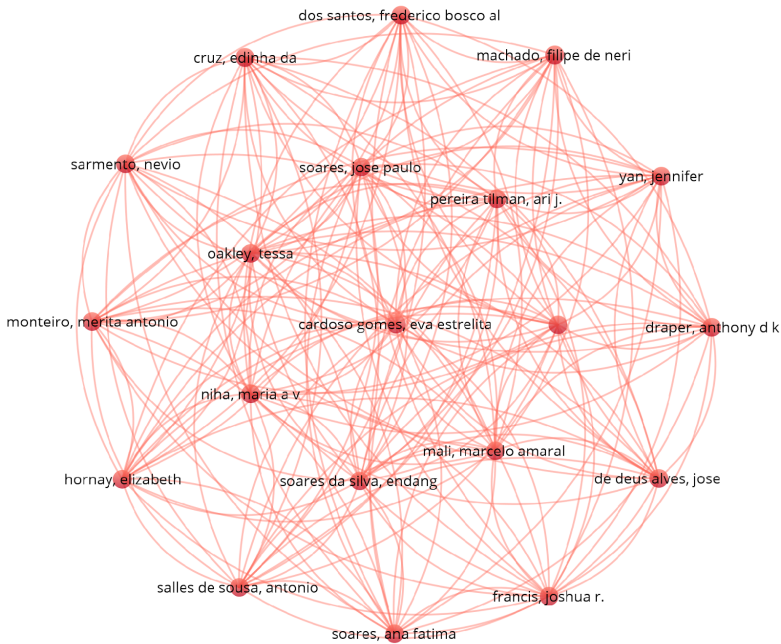 dos santos, frederico bosco al
cruz, edinha da
machado, filipe de neri
sarmento, nevio
soares, jose paulo
yan, jennifer
pereira tilman, ari j.
oakley, tessa
monteiro, merita antonio
cardoso gomes, eva estrelita
draper, anthony d k
niha, maria a v
mali, marcelo amaral
hornay, elizabeth
soares da silva, endang
de deus alves, jose
salles de sousa, antonio
francis, joshua r.
soares, ana fatima